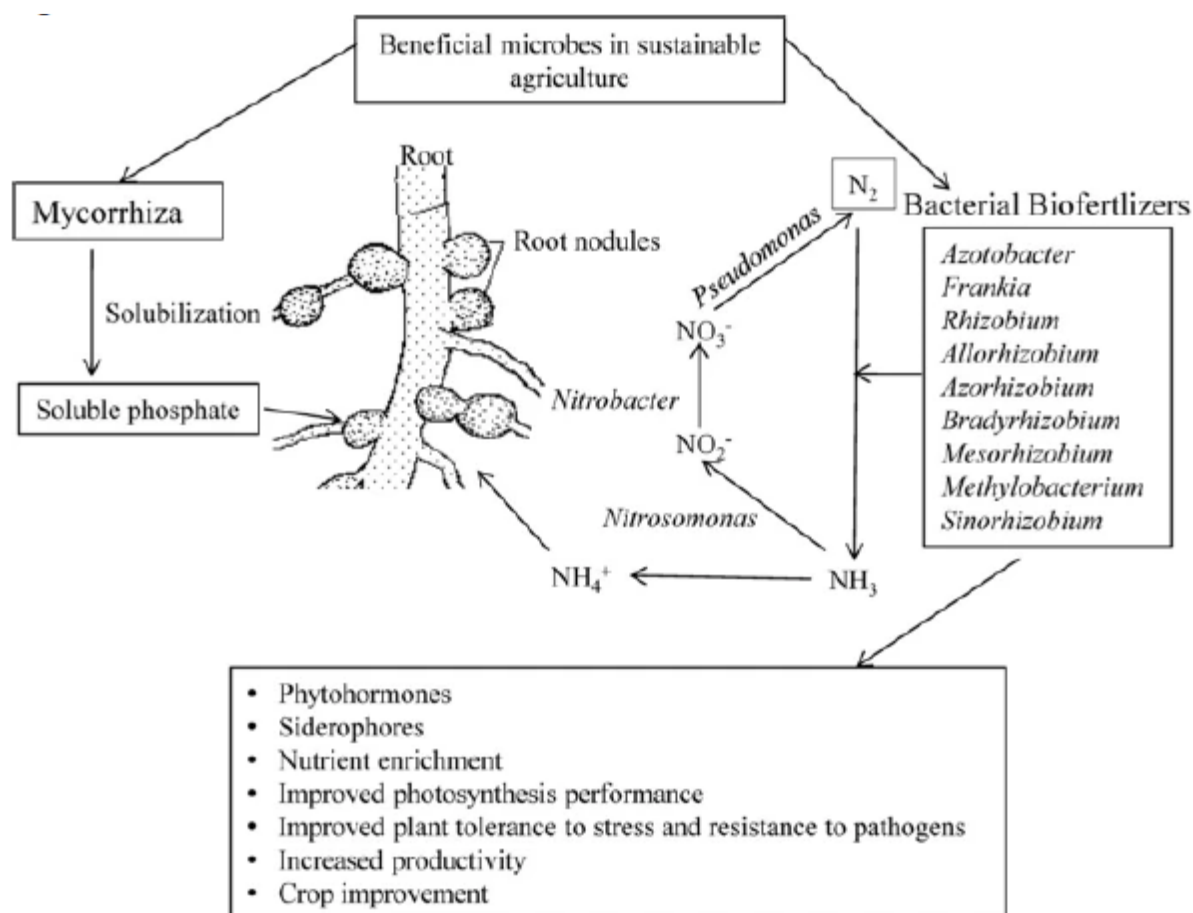 Beneficial microbes in sustainable
agriculture
Root
N₂
Bacterial Biofertlizers
Mycorrhiza
Root nodules
Pseudomonas
Azotobacter
Frankia
Rhizobium
Allorhizobium
Azorhizobium
Bradyrhizobium
Mesorhizobium
Methylobacterium
Sinorhizobium
Solubilization
NO₃⁻
Soluble phosphate
Nitrobacter
NO₂⁻
Nitrosomonas
NH₄⁺
NH₃
• Phytohormones
• Siderophores
• Nutrient enrichment
• Improved photosynthesis performance
• Improved plant tolerance to stress and resistance to pathogens
• Increased productivity
• Crop improvement